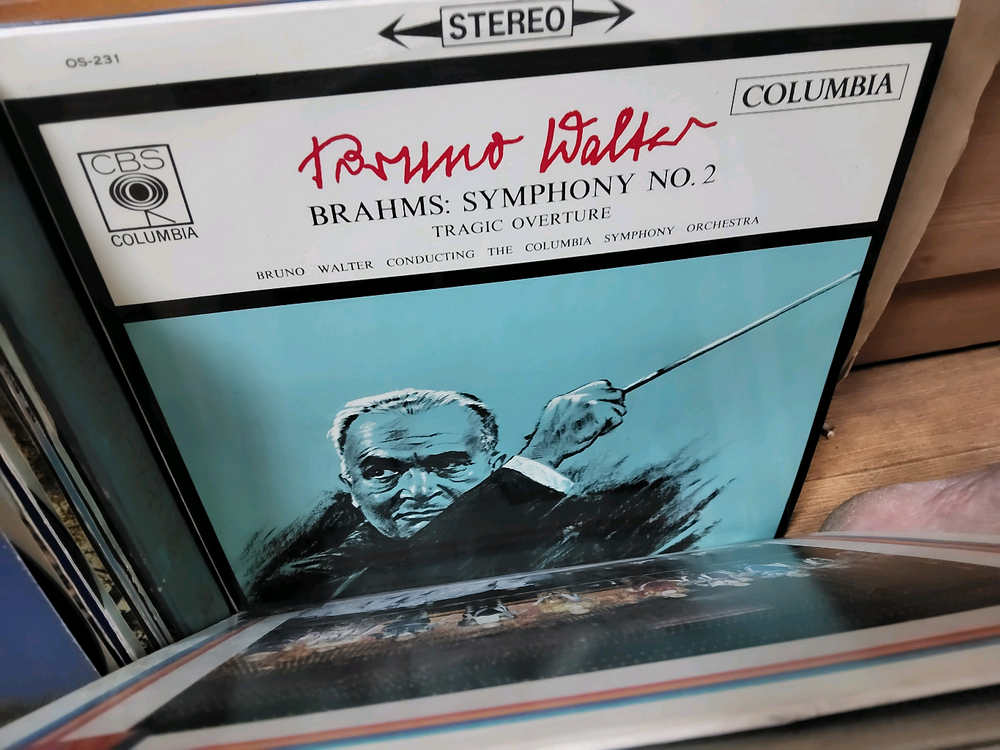 STEREO
OS-231
COLUMBIA
CBS
COLUMBIA
Bruno Walter
BRAHMS: SYMPHONY NO. 2
TRAGIC OVERTURE
BRUNO WALTER CONDUCTING THE COLUMBIA SYMPHONY ORCHESTRA